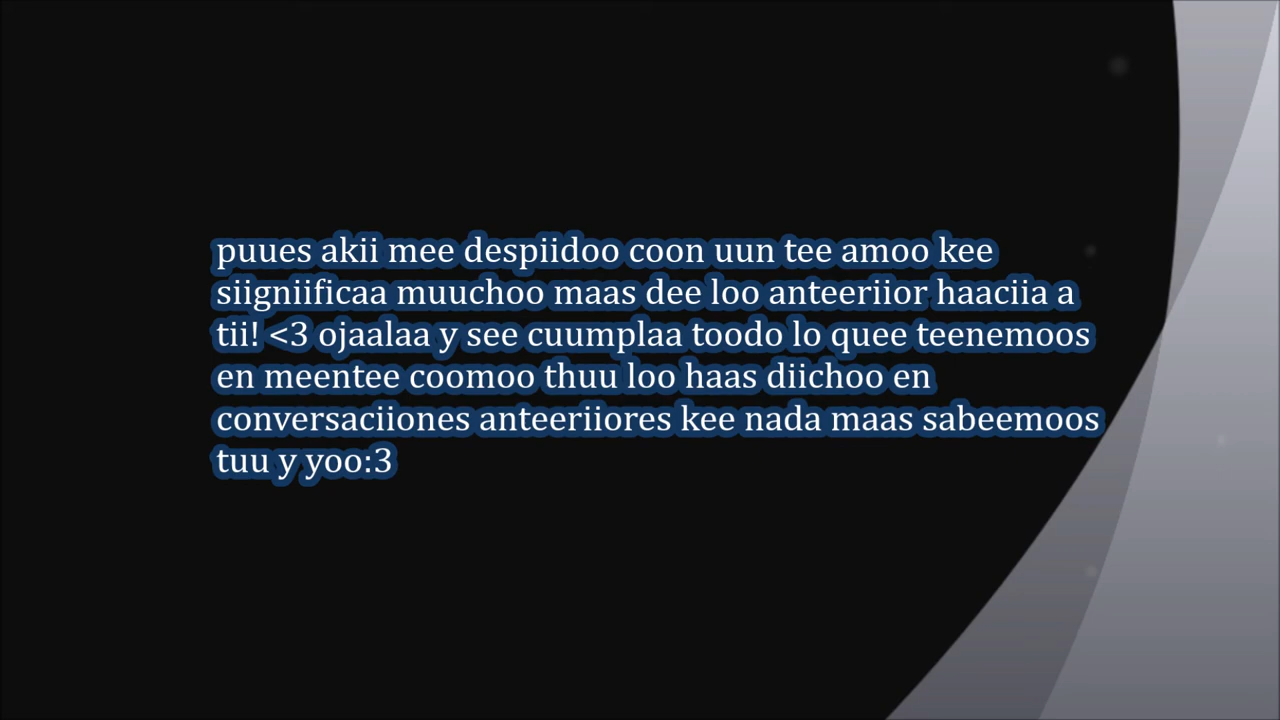 puues akii mee despiidoo coon uun tee amoo kee
siigniificaa muuchoo maas dee loo anteeriior haaciia a
tii! <3 ojaalaa y see cuumplaa toodo lo quee teenemoos
en meentee coomoo thuu loo haas diichoo en
conversaciiones anteeriiores kee nada maas sabeemoos
tuu y yoo:3